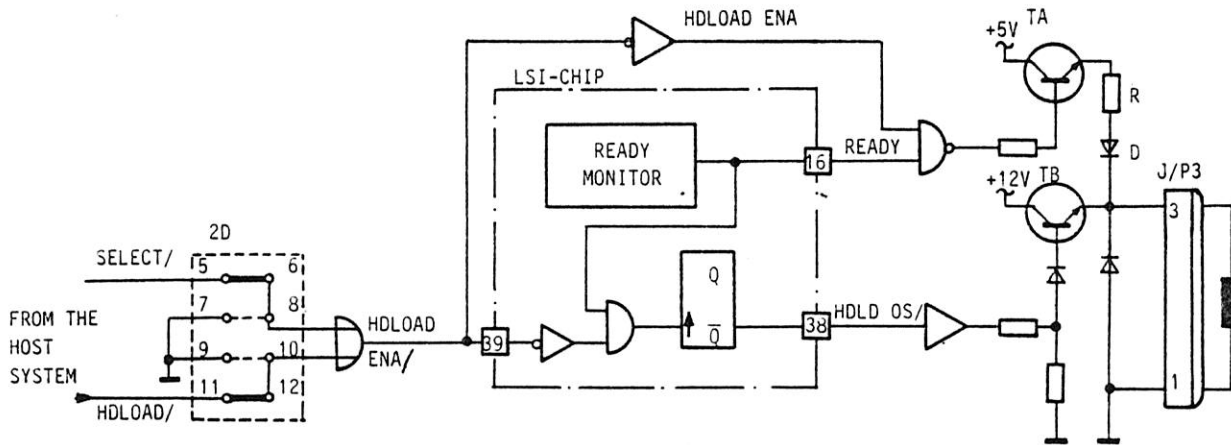 HDLOAD ENA
+5V
TA
LSI-CHIP
R
READY
MONITOR
16
READY
D
+12V
TB
J/P3
3
2D
SELECT/
5
6
Q
7
8
FROM THE
HOST
SYSTEM
HDLOAD
ENA/
39
Q
38
HDLD OS/
9
10
11
12
1
HDLOAD/